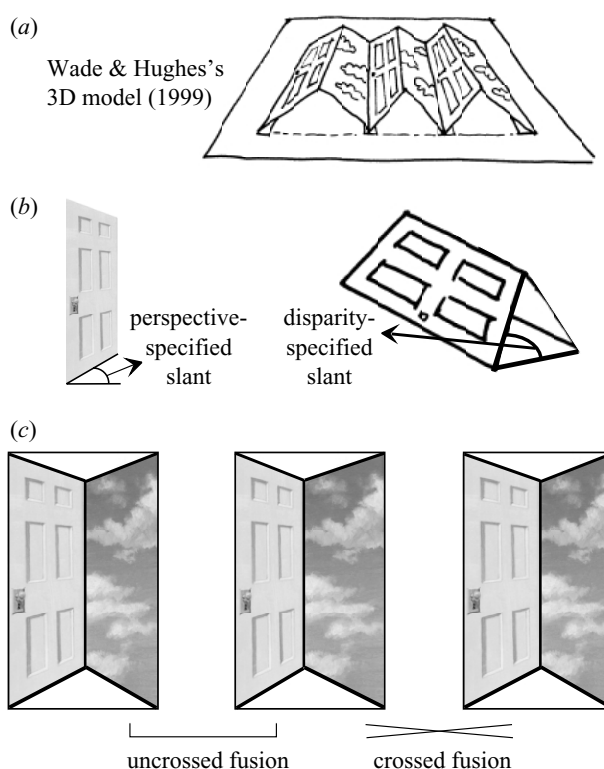 (a)
Wade & Hughes's
3D model (1999)
(b)
perspective-
specified
slant
disparity-
specified
slant
(c)
uncrossed fusion
crossed fusion